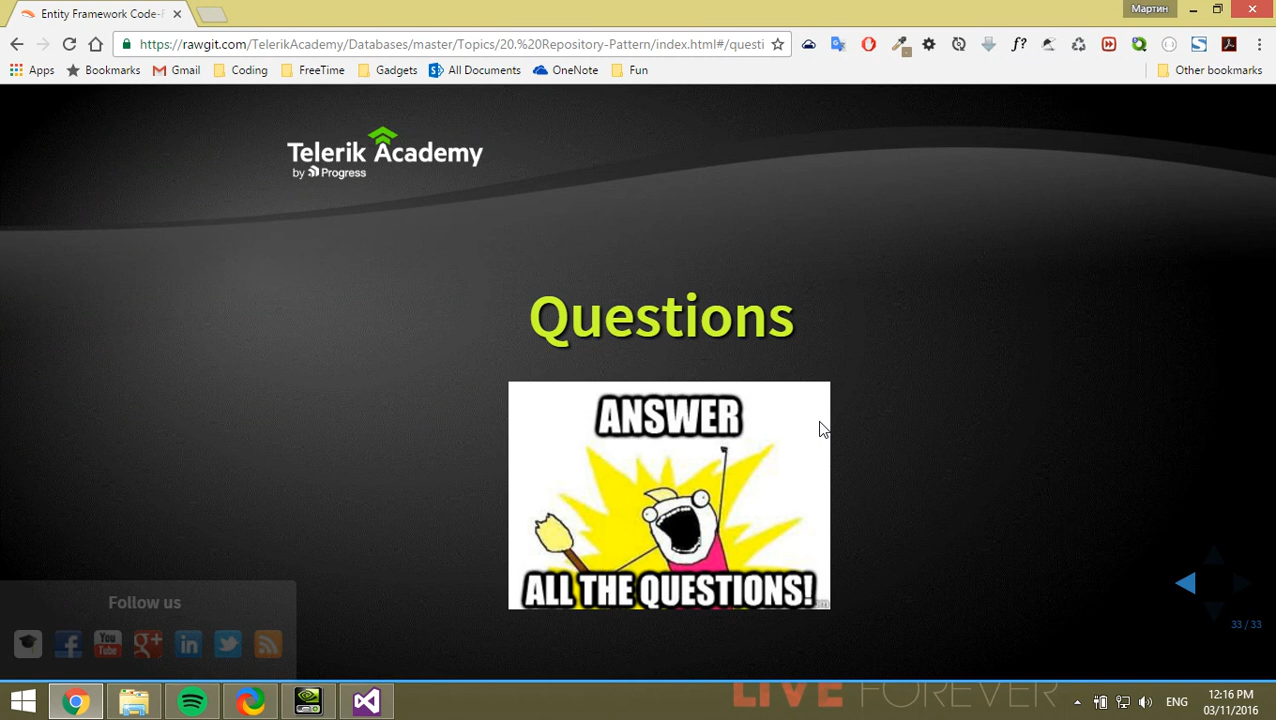 Entity Framework Code-F
Мартин
https://rawgit.com/TelerikAcademy/Databases/master/Topics/20.%20Repository-Pattern/index.html#/questi
Apps
Bookmarks
Gmail
Coding
FreeTime
Gadgets
All Documents
OneNote
Fun
Other bookmarks
Telerik Academy
by Progress
Questions
ANSWER
ALL THE QUESTIONS!
Follow us
You
Tube
33 / 33
LIVE FOREVER
ENG
12:16 PM
03/11/2016